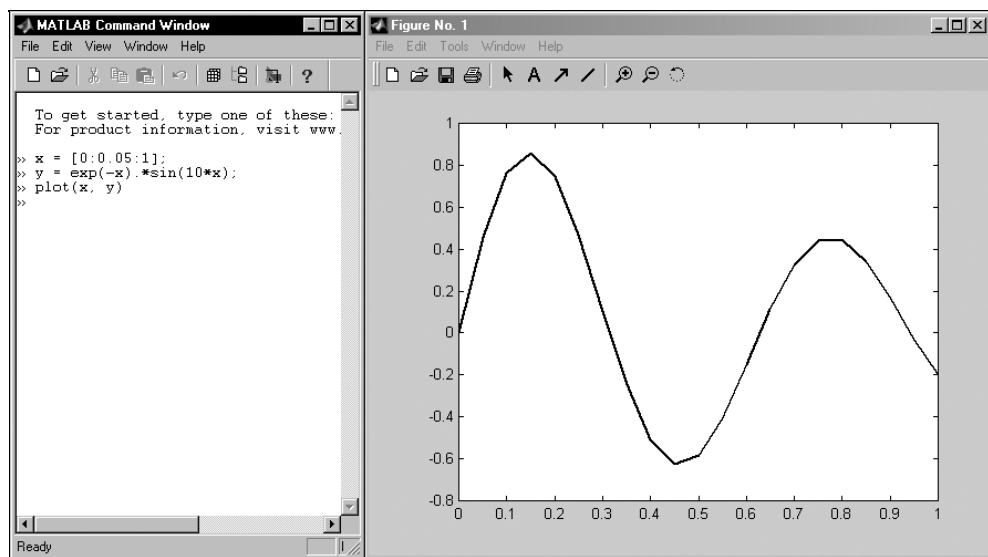 MATLAB Command Window
File Edit View Window Help
To get started, type one of these:
For product information, visit www.
» x = [0:0.05:1];
» y = exp(-x).*sin(10*x);
» plot(x, y)
»
Ready
Figure No. 1
File Edit Tools Window Help
A
1
0.8
0.6
0.4
0.2
0
-0.2
-0.4
-0.6
-0.8
0 0.1 0.2 0.3 0.4 0.5 0.6 0.7 0.8 0.9 1